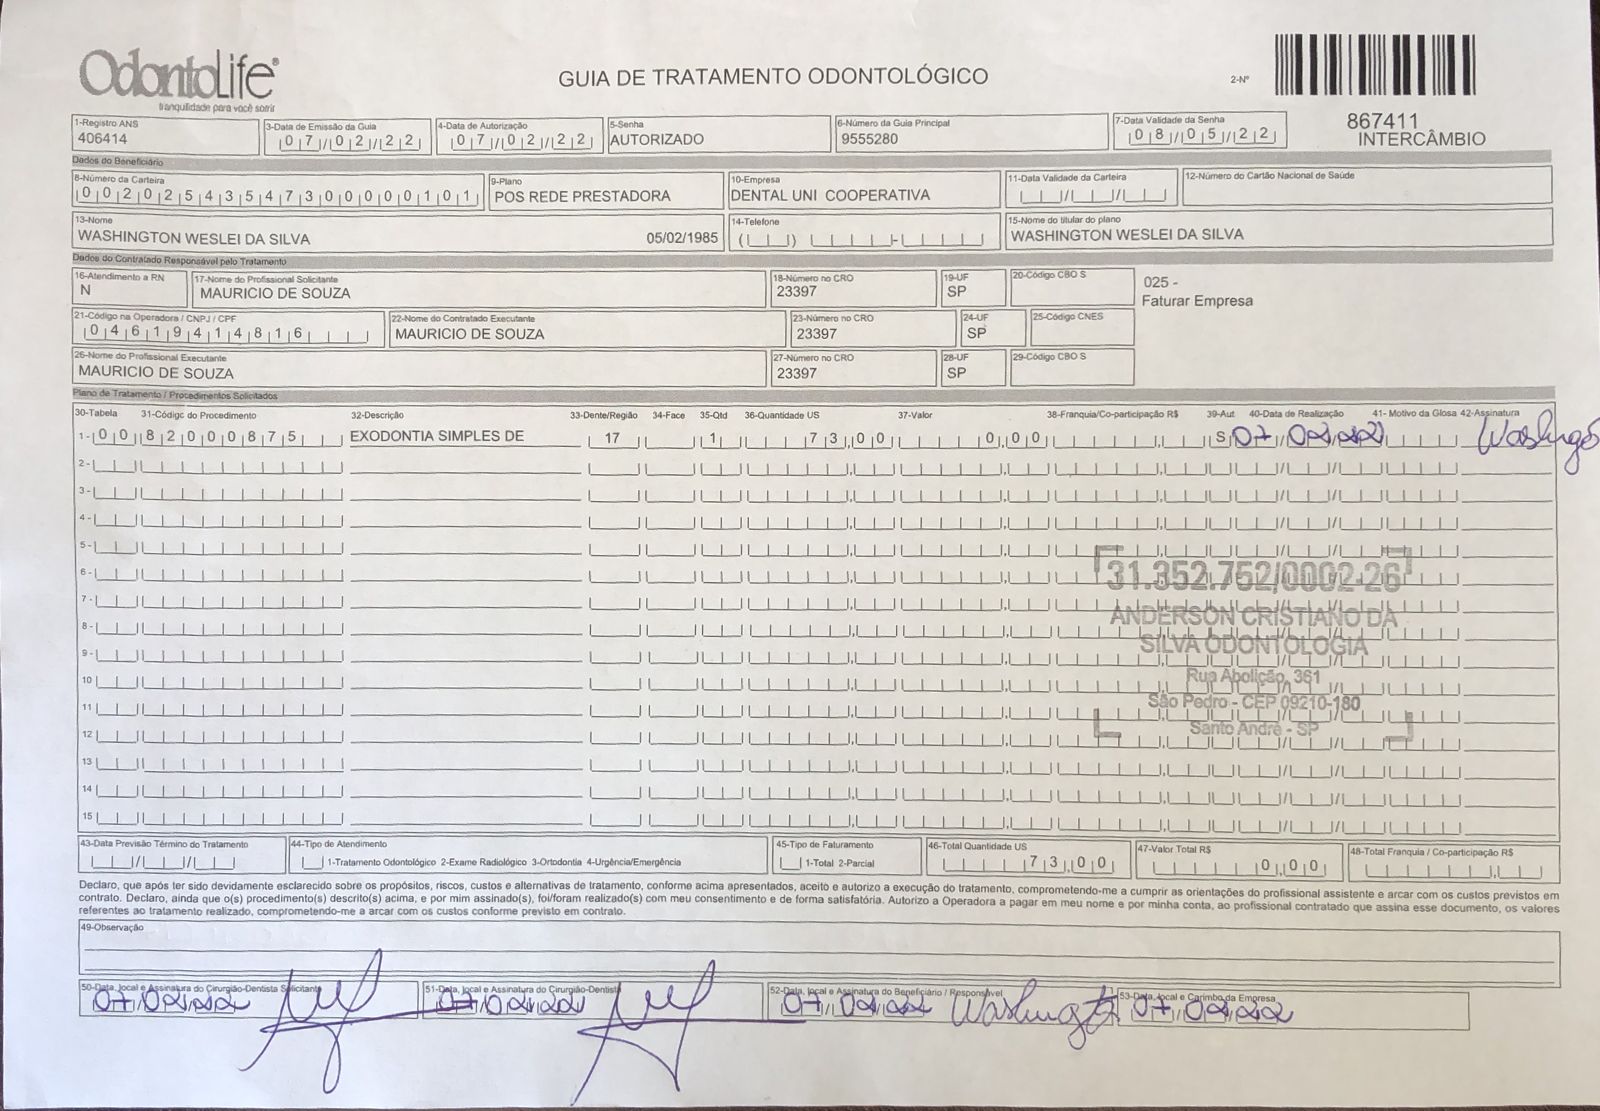 OdontoLife®
tranquilidade para você sorrir
GUIA DE TRATAMENTO ODONTOLÓGICO
2-Nº
867411
INTERCÂMBIO
1-Registro ANS
406414
3-Data de Emissão da Guia
07/02/22
4-Data de Autorização
07/02/22
5-Senha
AUTORIZADO
6-Número da Guia Principal
9555280
7-Data Validade da Senha
08/05/22
Dados do Beneficiário
8-Número da Carteira
00202543547300000101
9-Plano
POS REDE PRESTADORA
10-Empresa
DENTAL UNI COOPERATIVA
11-Data Validade da Carteira
12-Número do Cartão Nacional de Saúde
13-Nome
WASHINGTON WESLEI DA SILVA 05/02/1985
14-Telefone
15-Nome do titular do plano
WASHINGTON WESLEI DA SILVA
Dados do Contratado Responsável pelo Tratamento
16-Atendimento a RN
N
17-Nome do Profissional Solicitante
MAURICIO DE SOUZA
18-Número no CRO
23397
19-UF
SP
20-Código CBO S
025 -
Faturar Empresa
21-Código na Operadora / CNPJ / CPF
04619414816
22-Nome do Contratado Executante
MAURICIO DE SOUZA
23-Número no CRO
23397
24-UF
SP
25-Código CNES
26-Nome do Profissional Executante
MAURICIO DE SOUZA
27-Número no CRO
23397
28-UF
SP
29-Código CBO S
Plano de Tratamento / Procedimentos Solicitados
30-Tabela 31-Código do Procedimento 32-Descrição 33-Dente/Região 34-Face 35-Qtd 36-Quantidade US 37-Valor 38-Franquia/Co-participação R$ 39-Aut 40-Data de Realização 41- Motivo da Glosa 42-Assinatura
1- 00 82000875 EXODONTIA SIMPLES DE 17 1 73,00 0,00 S 07/02/22
2-
3-
4-
5-
6-
7-
8-
9-
10
11
12
13
14
15
31.352.752/0002-26
ANDERSON CRISTIANO DA
SILVA ODONTOLOGIA
Rua Abolição, 361
São Pedro - CEP 09210-180
Santo André - SP
43-Data Previsão Término do Tratamento
44-Tipo de Atendimento
1-Tratamento Odontológico 2-Exame Radiológico 3-Ortodontia 4-Urgência/Emergência
45-Tipo de Faturamento
1-Total 2-Parcial
46-Total Quantidade US
73,00
47-Valor Total R$
0,00
48-Total Franquia / Co-participação R$
Declaro, que após ter sido devidamente esclarecido sobre os propósitos, riscos, custos e alternativas de tratamento, conforme acima apresentados, aceito e autorizo a execução do tratamento, comprometendo-me a cumprir as orientações do profissional assistente e arcar com os custos previstos em
contrato. Declaro, ainda que o(s) procedimento(s) descrito(s) acima, e por mim assinado(s), foi/foram realizado(s) com meu consentimento e de forma satisfatória. Autorizo a Operadora a pagar em meu nome e por minha conta, ao profissional contratado que assina esse documento, os valores
referentes ao tratamento realizado, comprometendo-me a arcar com os custos conforme previsto em contrato.
49-Observação
50-Data, local e Assinatura do Cirurgião-Dentista Solicitante
07/02/22
51-Data, local e Assinatura do Cirurgião-Dentista
07/02/22
52-Data, local e Assinatura do Beneficiário / Responsável
07/02/22
53-Data, local e Carimbo da Empresa
07/02/22